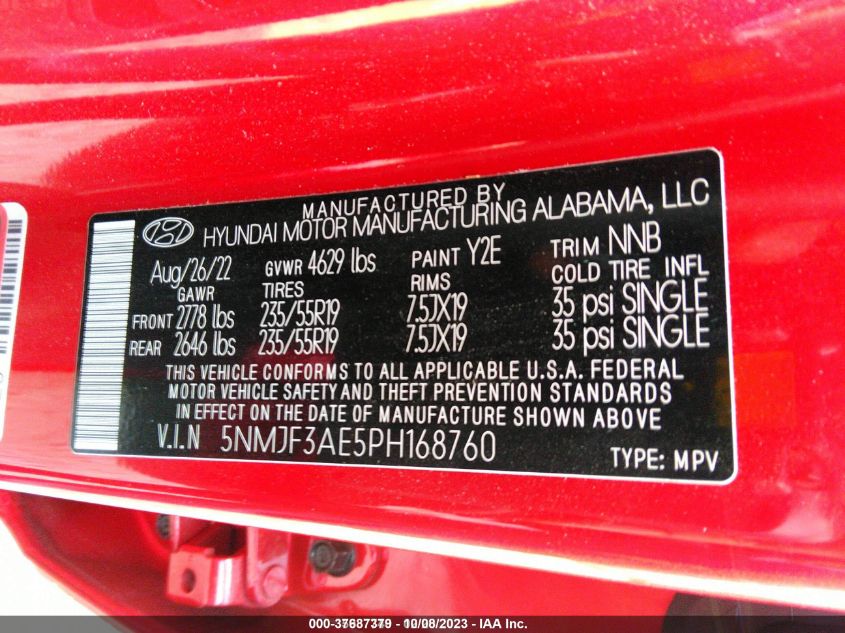 MANUFACTURED BY
HYUNDAI MOTOR MANUFACTURING ALABAMA, LLC
Aug/26/22 GVWR 4629 lbs PAINT Y2E TRIM NNB
GAWR TIRES RIMS COLD TIRE INFL
FRONT 2778 lbs 235/55R19 7.5JX19 35 psi SINGLE
REAR 2646 lbs 235/55R19 7.5JX19 35 psi SINGLE
THIS VEHICLE CONFORMS TO ALL APPLICABLE U.S.A. FEDERAL
MOTOR VEHICLE SAFETY AND THEFT PREVENTION STANDARDS
IN EFFECT ON THE DATE OF MANUFACTURE SHOWN ABOVE.
V.I.N 5NMJF3AE5PH168760
TYPE: MPV
000-37687379 - 2023 - IAA Inc.